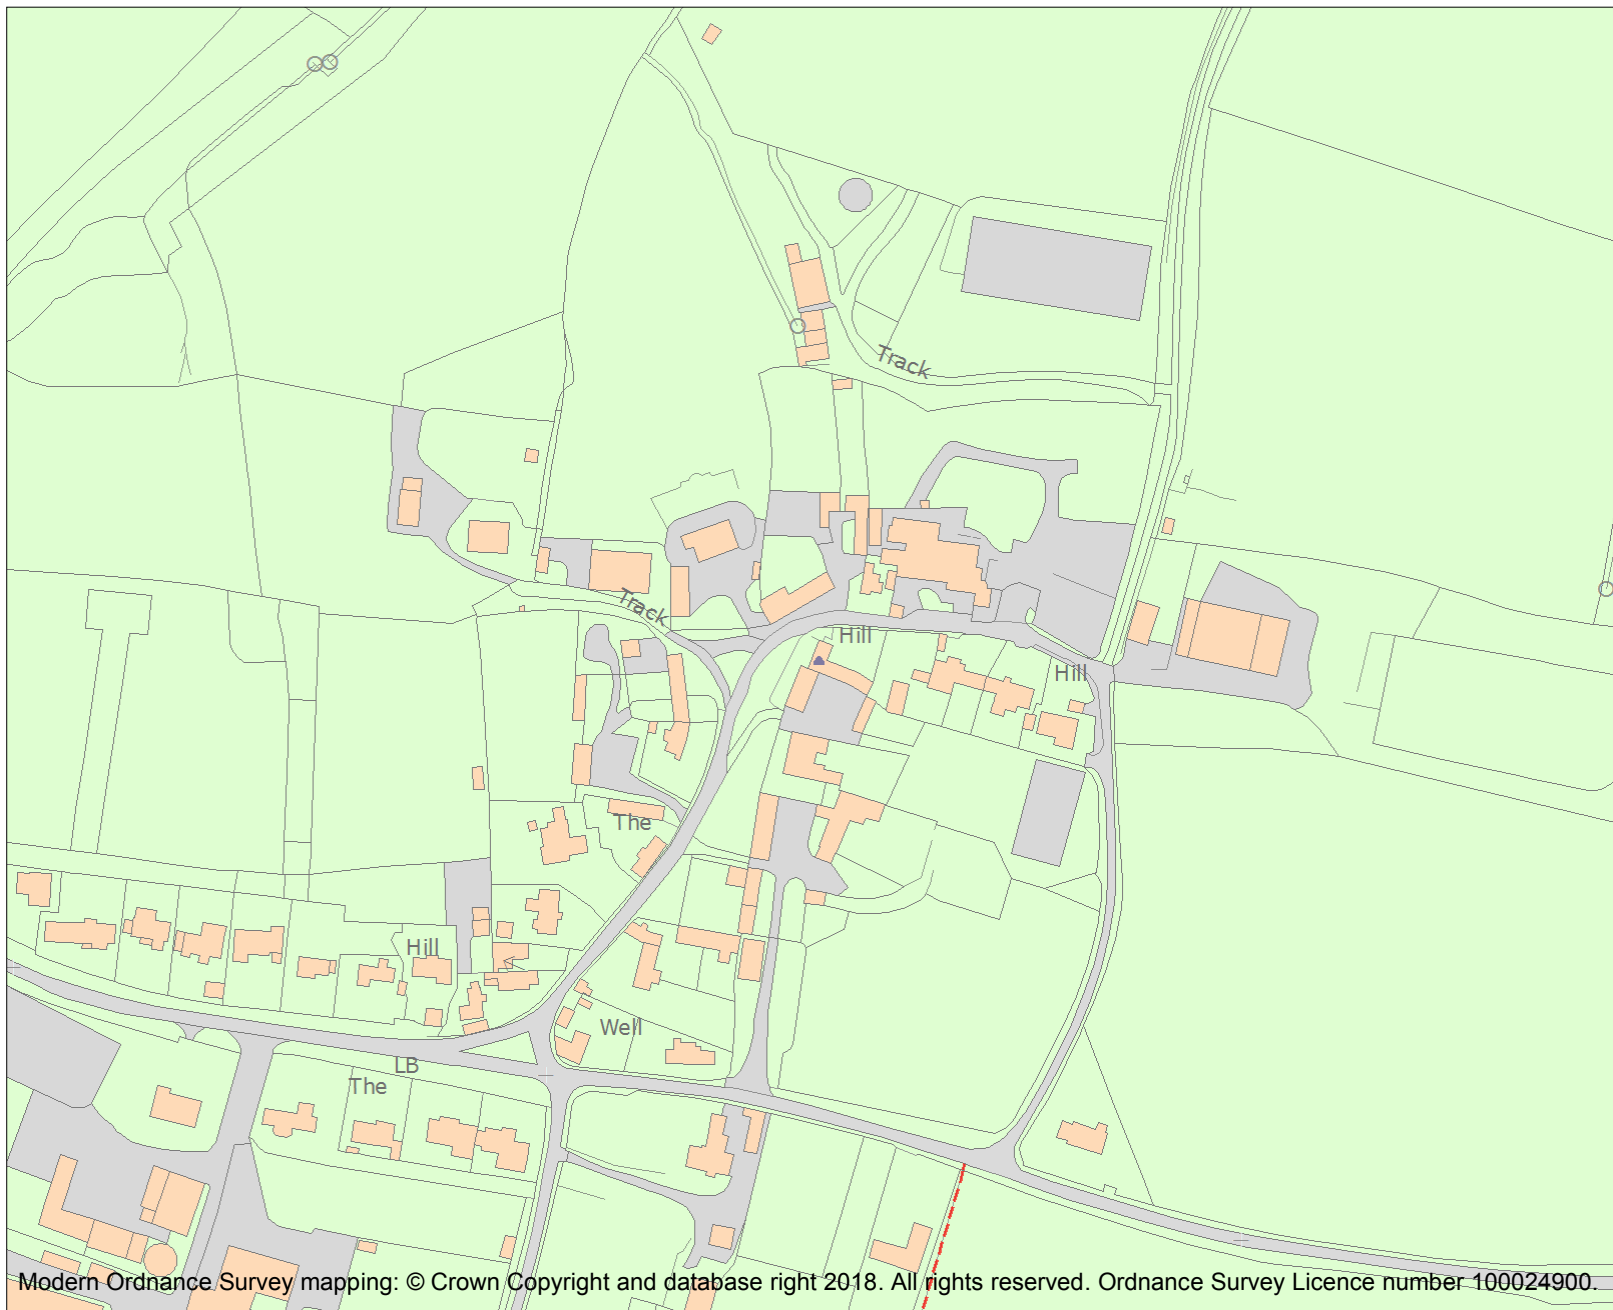 Track
Track
Hill
Hill
The
Hill
Well
LB
The
Modern Ordnance Survey mapping: © Crown Copyright and database right 2018. All rights reserved. Ordnance Survey Licence number 100024900.